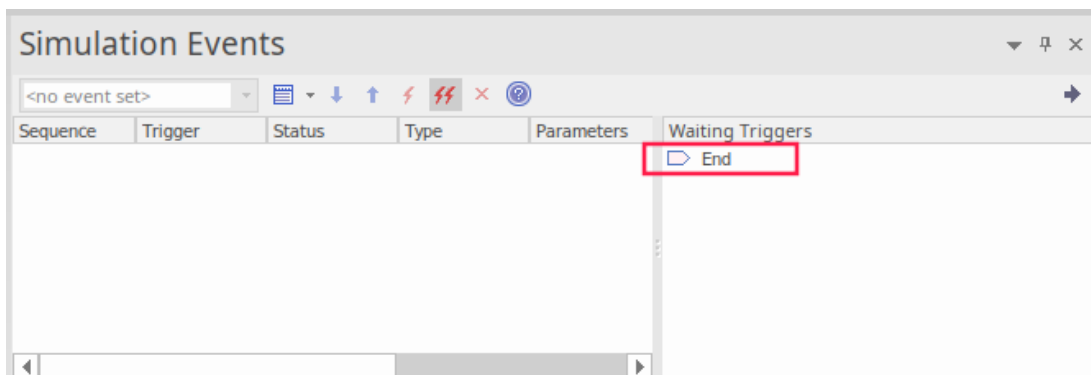 Simulation Events
<no event set>
Sequence Trigger Status Type Parameters Waiting Triggers
End